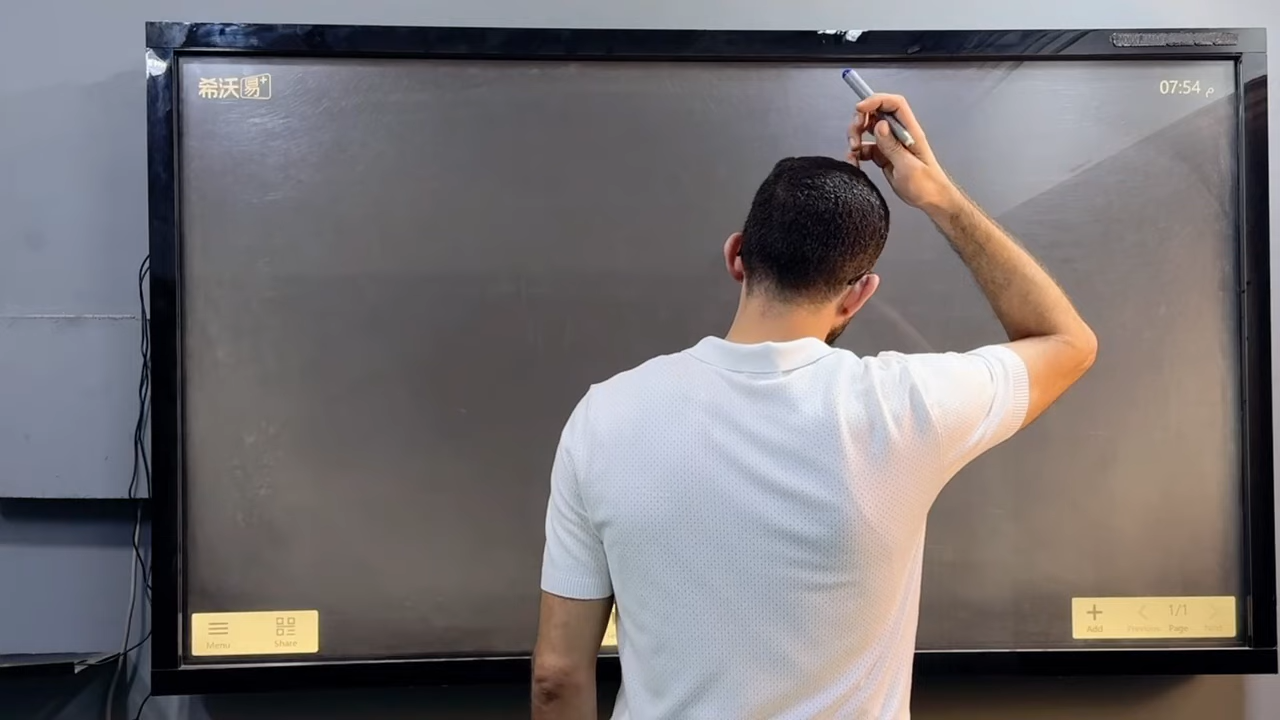 希沃易+
07:54 م
Menu
Share
Add
Previous
1/1
Page
Next